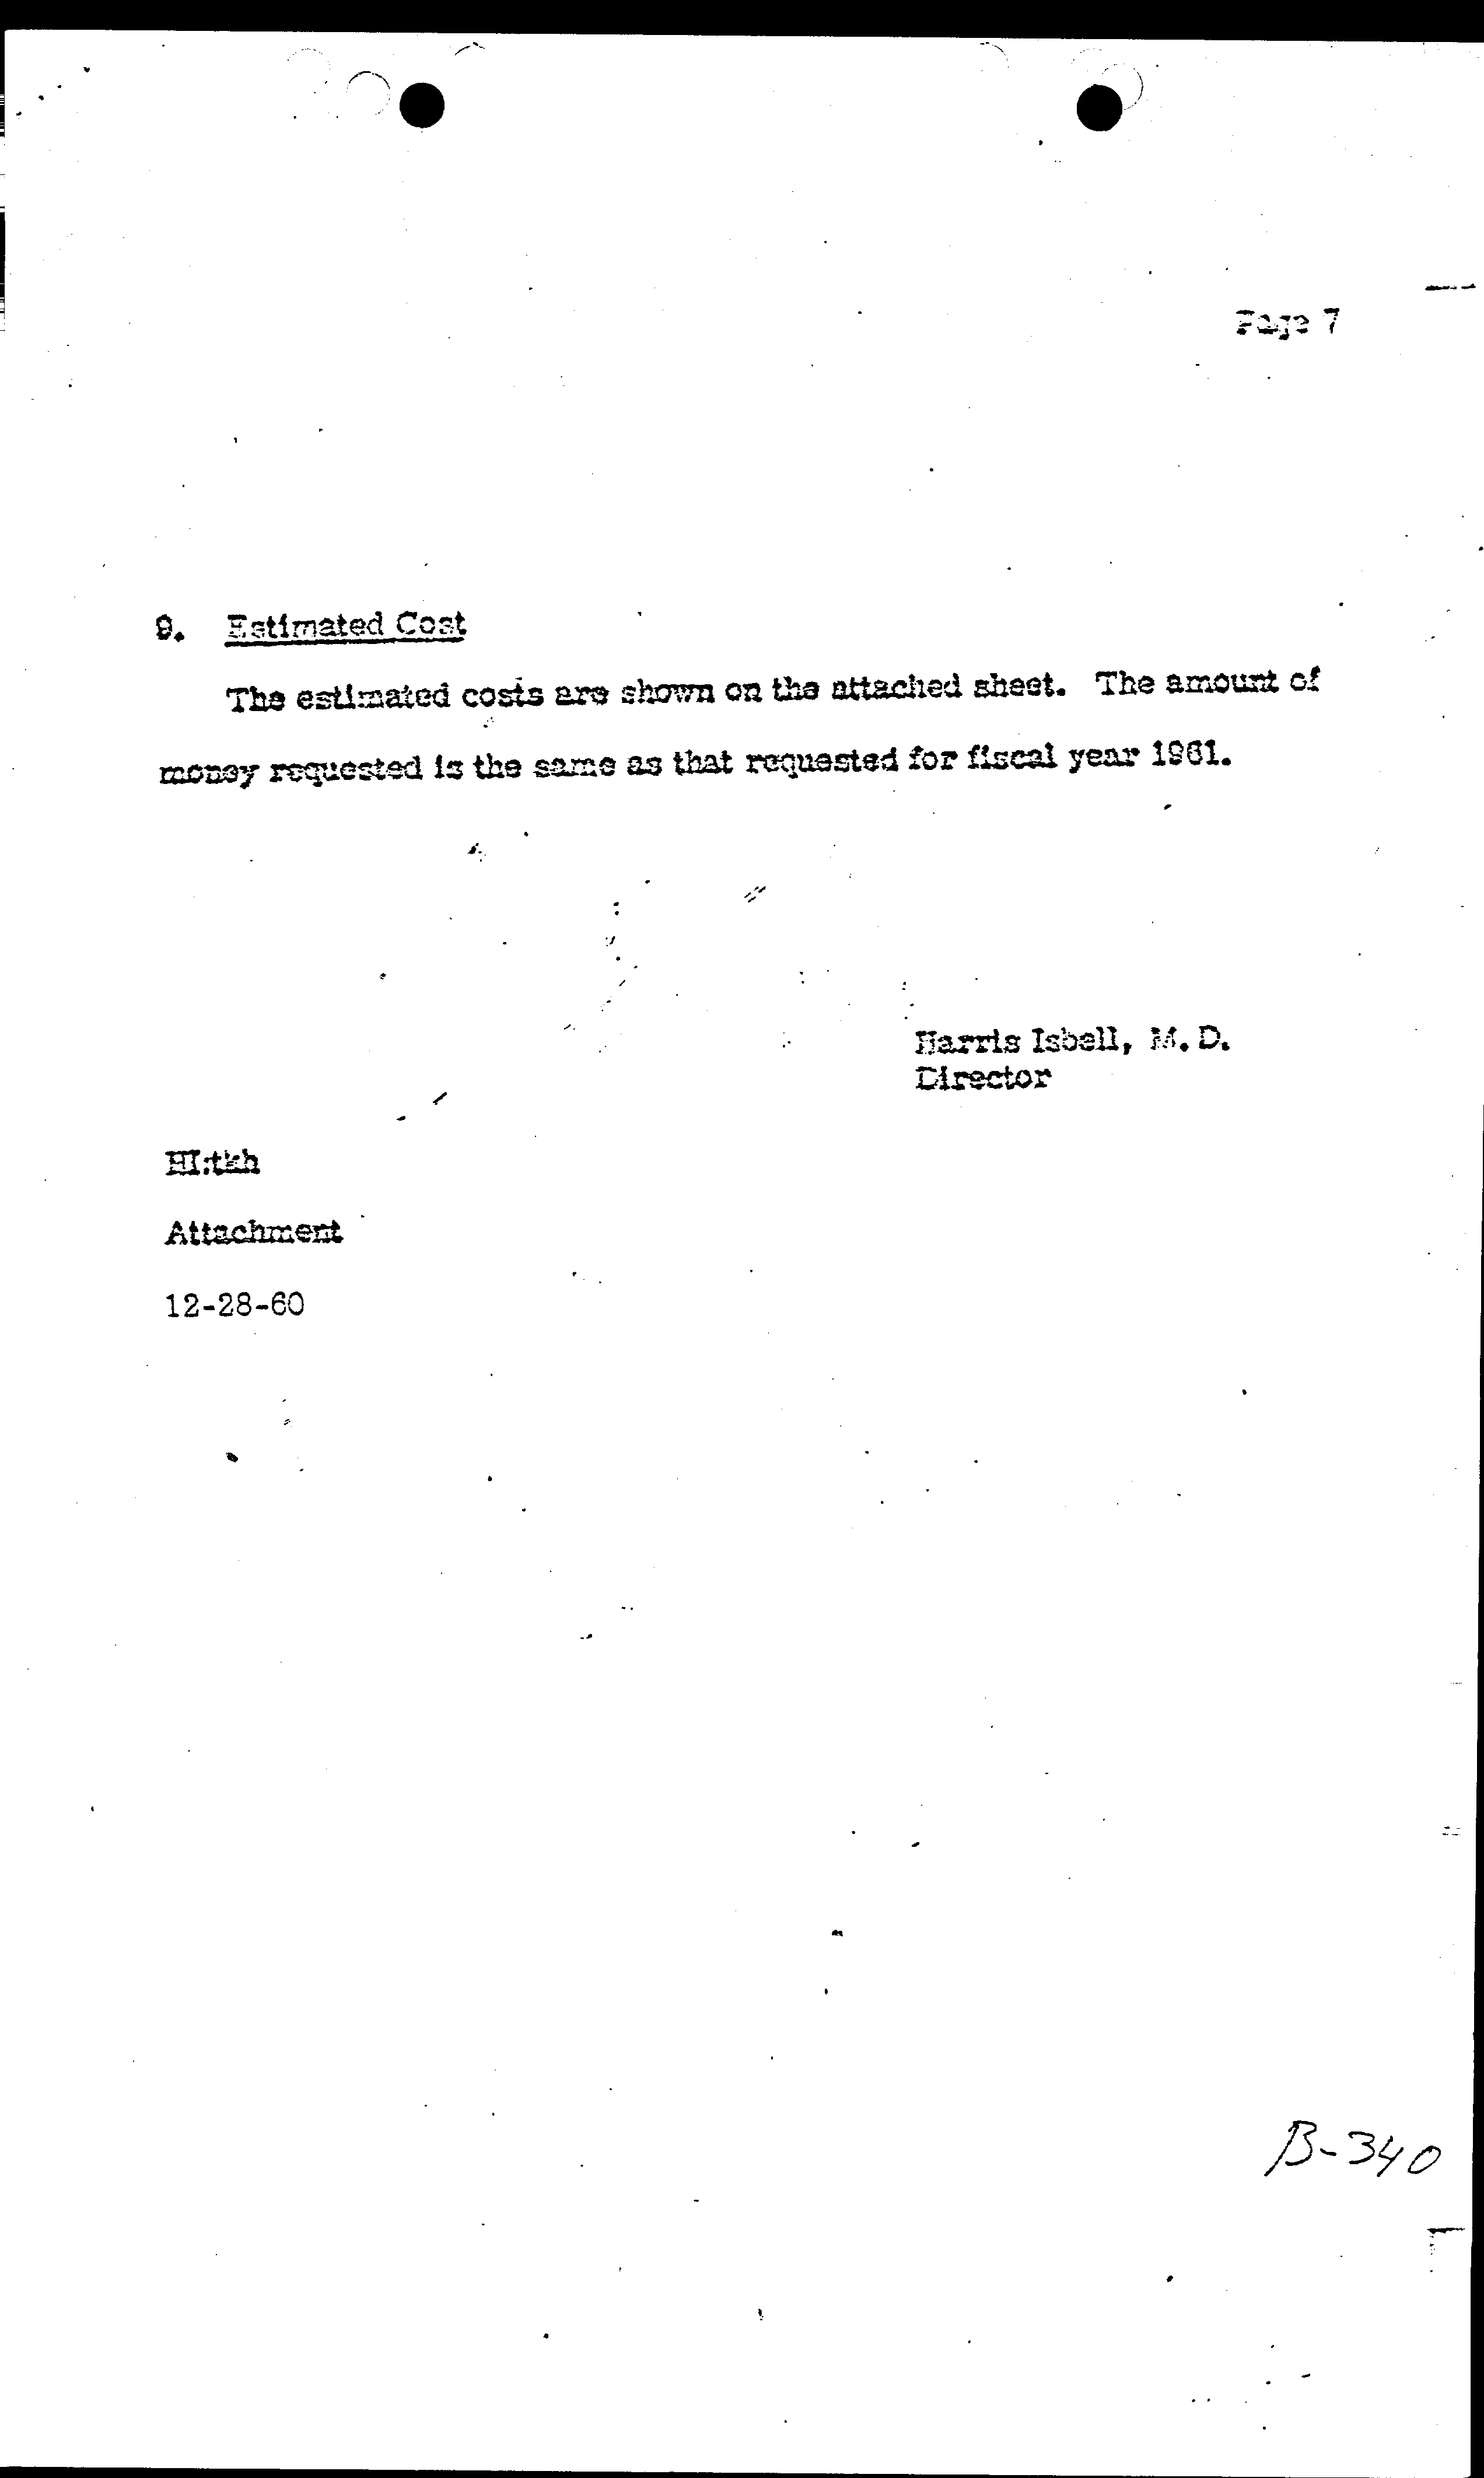 Page 7
9. Estimated Cost
The estimated costs are shown on the attached sheet. The amount of
money requested is the same as that requested for fiscal year 1961.
Harris Isbell, M. D.
Director
HI:tkh
Attachment
12-28-60
B-340